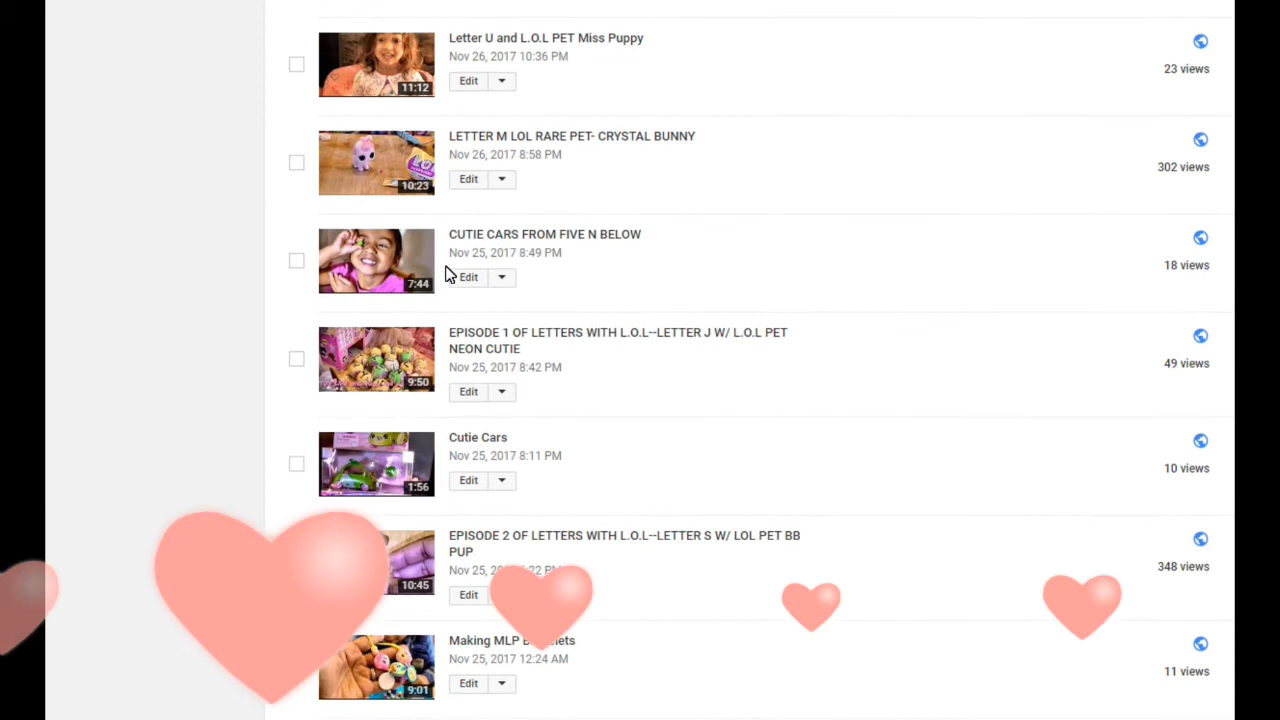 Letter U and L.O.L PET Miss Puppy
Nov 26, 2017 10:36 PM
11:12
Edit
23 views
LETTER M LOL RARE PET- CRYSTAL BUNNY
Nov 26, 2017 8:58 PM
10:23
Edit
302 views
CUTIE CARS FROM FIVE N BELOW
Nov 25, 2017 8:49 PM
7:44
Edit
18 views
EPISODE 1 OF LETTERS WITH L.O.L--LETTER J W/ L.O.L PET
NEON CUTIE
Nov 25, 2017 8:42 PM
9:50
Edit
49 views
Cutie Cars
Nov 25, 2017 8:11 PM
1:56
Edit
10 views
EPISODE 2 OF LETTERS WITH L.O.L--LETTER S W/ LOL PET BB
PUP
Nov 25, PM
10:45
Edit
348 views
Making MLP
Nov 25, 2017 12:24 AM
9:01
Edit
11 views